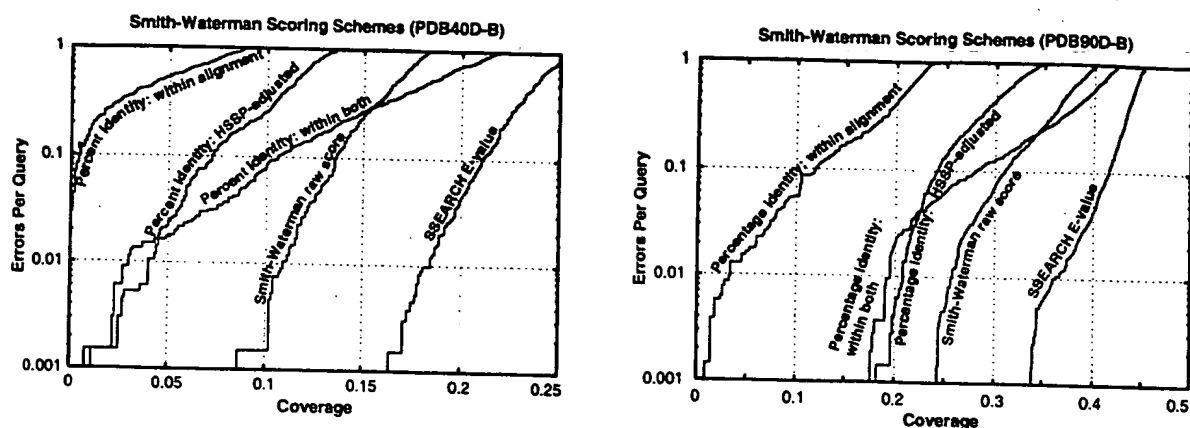 Smith-Waterman Scoring Schemes (PDB40D-B)
Errors Per Query
1
0.1
0.01
0.001
Percent Identity: within alignment
Percent Identity: HSSP-adjusted
Percent Identity: within both
Smith-Waterman raw score
SSEARCH E-value
0
0.05
0.1
0.15
0.2
0.25
Coverage
Smith-Waterman Scoring Schemes (PDB90D-B)
Errors Per Query
1
0.1
0.01
0.001
Percentage Identity: within alignment
Percentage Identity:
within both
Percentage Identity: HSSP-adjusted
Smith-Waterman raw score
SSEARCH E-value
0
0.1
0.2
0.3
0.4
0.5
Coverage